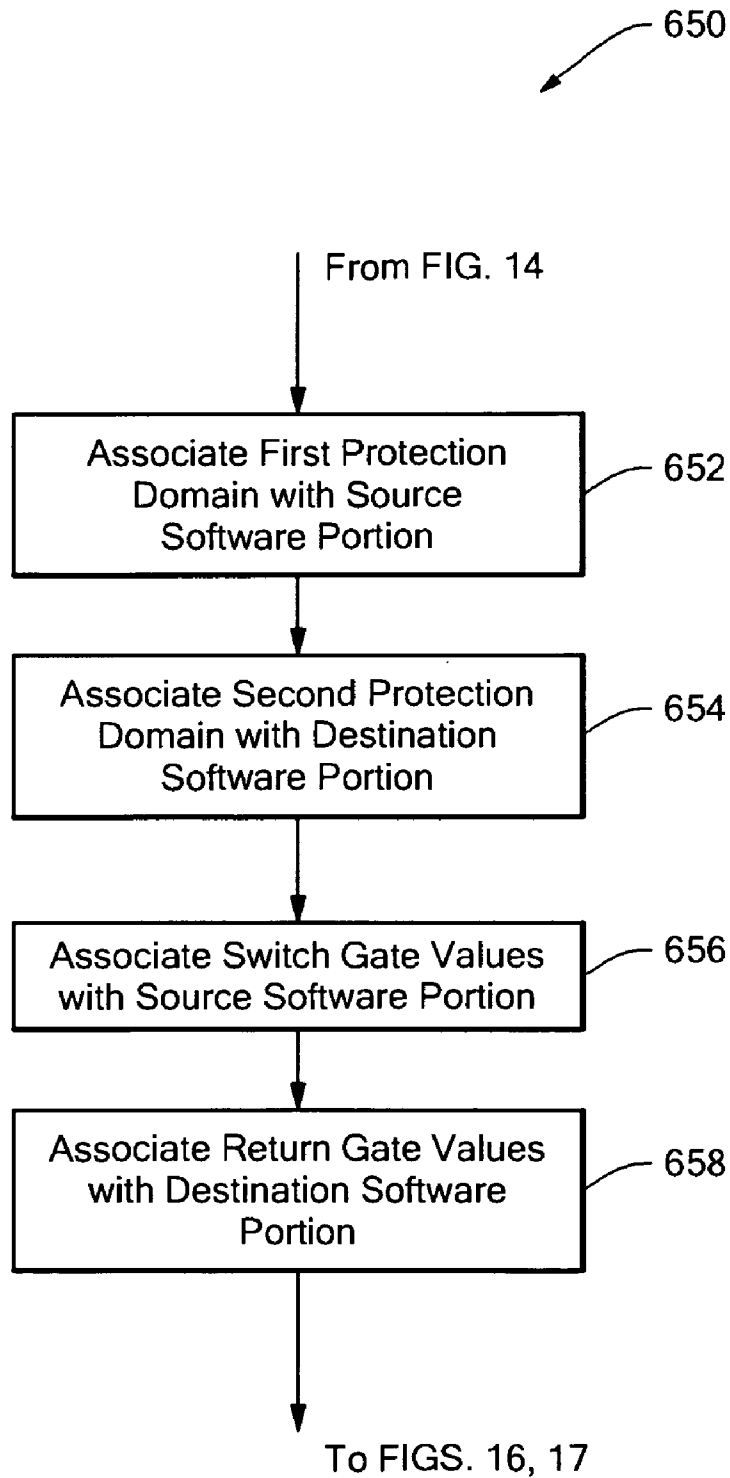 650
From FIG. 14
Associate First Protection
Domain with Source
Software Portion
652
Associate Second Protection
Domain with Destination
Software Portion
654
Associate Switch Gate Values
with Source Software Portion
656
Associate Return Gate Values
with Destination Software
Portion
658
To FIGS. 16, 17